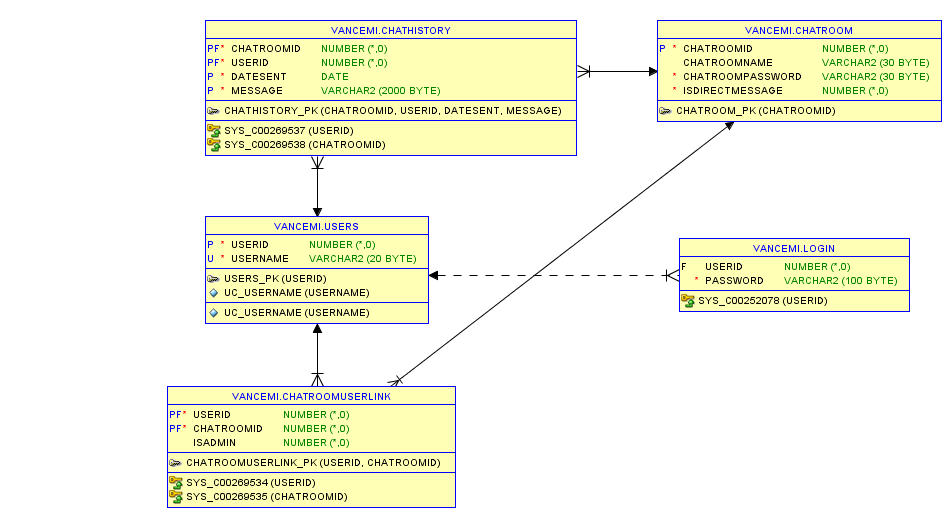 VANCEMI.CHATHISTORY
PF* CHATROOMID NUMBER (*,0)
PF* USERID NUMBER (*,0)
P * DATESENT DATE
P * MESSAGE VARCHAR2 (2000 BYTE)
CHATHISTORY_PK (CHATROOMID, USERID, DATESENT, MESSAGE)
SYS_C00269537 (USERID)
SYS_C00269538 (CHATROOMID)
VANCEMI.CHATROOM
P * CHATROOMID NUMBER (*,0)
CHATROOMNAME VARCHAR2 (30 BYTE)
* CHATROOMPASSWORD VARCHAR2 (30 BYTE)
* ISDIRECTMESSAGE NUMBER (*,0)
CHATROOM_PK (CHATROOMID)
VANCEMI.USERS
P * USERID NUMBER (*,0)
U * USERNAME VARCHAR2 (20 BYTE)
USERS_PK (USERID)
UC_USERNAME (USERNAME)
UC_USERNAME (USERNAME)
VANCEMI.LOGIN
F USERID NUMBER (*,0)
* PASSWORD VARCHAR2 (100 BYTE)
SYS_C00252078 (USERID)
VANCEMI.CHATROOMUSERLINK
PF* USERID NUMBER (*,0)
PF* CHATROOMID NUMBER (*,0)
ISADMIN NUMBER (*,0)
CHATROOMUSERLINK_PK (USERID, CHATROOMID)
SYS_C00269534 (USERID)
SYS_C00269535 (CHATROOMID)